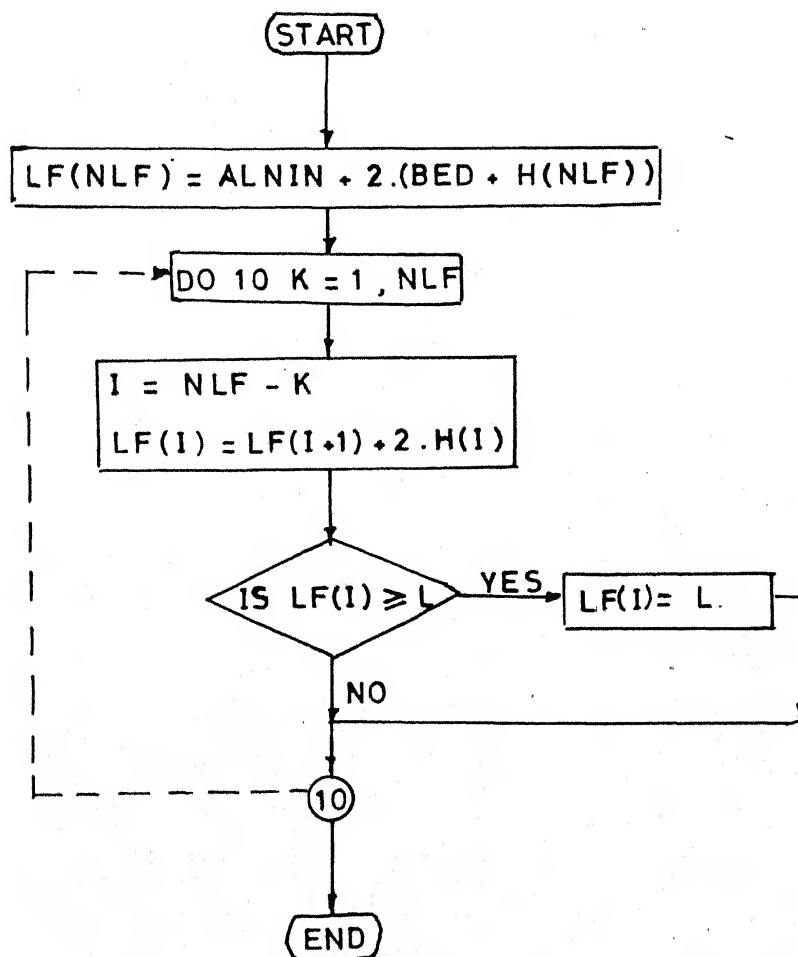 START
LF(NLF) = ALNIN + 2.(BED + H(NLF))
DO 10 K = 1, NLF
I = NLF - K
LF(I) = LF(I+1) + 2.H(I)
IS LF(I) ⩾ L
YES
LF(I) = L.
NO
10
END